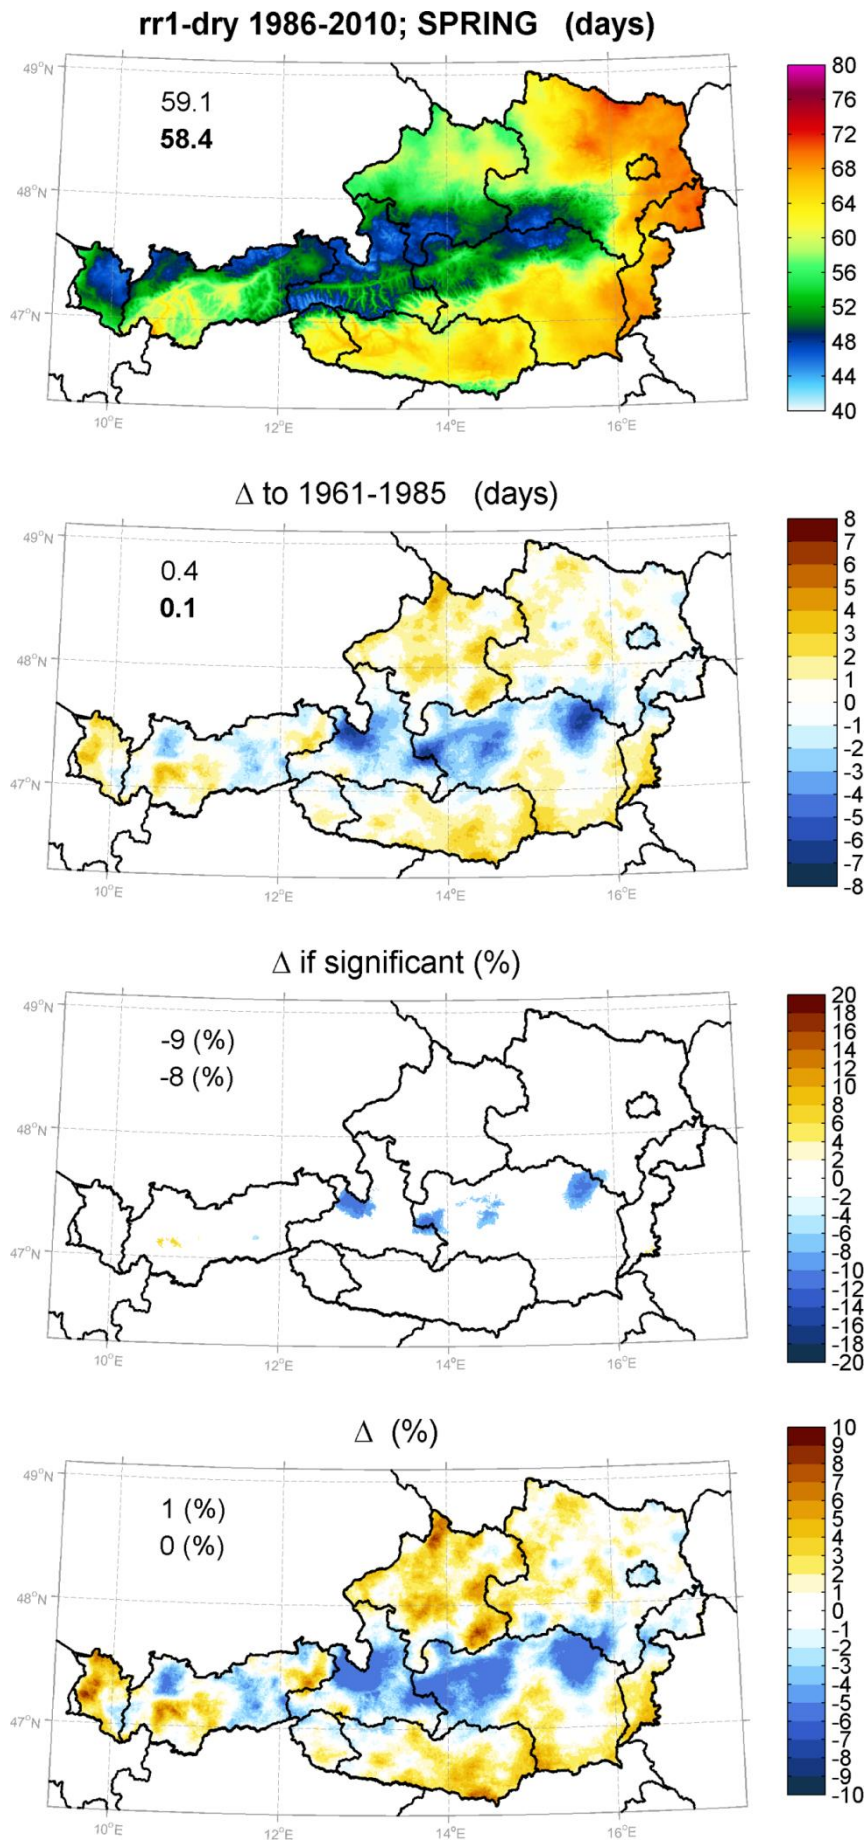 rr1-dry 1986-2010; SPRING (days)
59.1
58.4
49°N
48°N
47°N
10°E
12°E
14°E
16°E
80
76
72
68
64
60
56
52
48
44
40
Δ to 1961-1985 (days)
0.4
0.1
49°N
48°N
47°N
10°E
12°E
14°E
16°E
8
7
6
5
4
3
2
1
0
-1
-2
-3
-4
-5
-6
-7
-8
Δ if significant (%)
-9 (%)
-8 (%)
49°N
48°N
47°N
10°E
12°E
14°E
16°E
20
18
16
14
12
10
8
6
4
2
0
-2
-4
-6
-8
-10
-12
-14
-16
-18
-20
Δ (%)
1 (%)
0 (%)
49°N
48°N
47°N
10°E
12°E
14°E
16°E
10
9
8
7
6
5
4
3
2
1
0
-1
-2
-3
-4
-5
-6
-7
-8
-9
-10